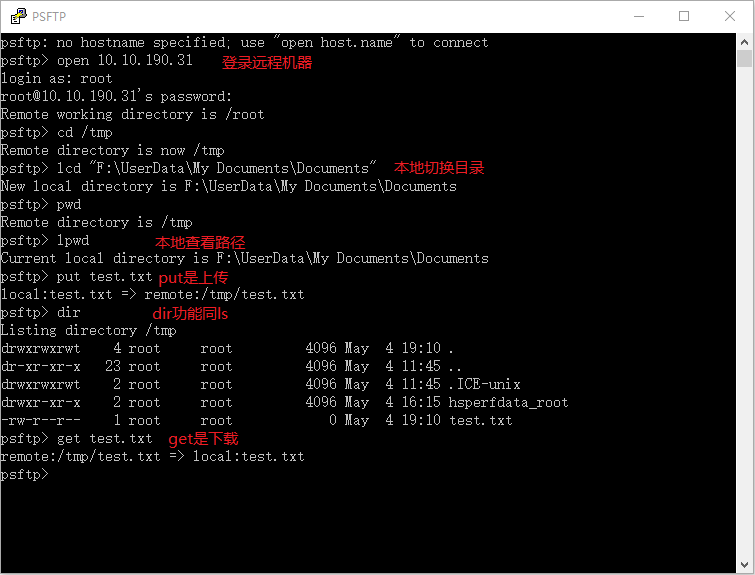 PSFTP
psftp: no hostname specified; use "open host.name" to connect
psftp> open 10.10.190.31 登录远程机器
login as: root
root@10.10.190.31's password:
Remote working directory is /root
psftp> cd /tmp
Remote directory is now /tmp
psftp> lcd "F:\UserData\My Documents\Documents" 本地切换目录
New local directory is F:\UserData\My Documents\Documents
psftp> pwd
Remote directory is /tmp
psftp> lpwd 本地查看路径
Current local directory is F:\UserData\My Documents\Documents
psftp> put test.txt put是上传
local:test.txt => remote:/tmp/test.txt
psftp> dir dir功能同ls
Listing directory /tmp
drwxrwxrwt 4 root root 4096 May 4 19:10 .
dr-xr-xr-x 23 root root 4096 May 4 11:45 ..
drwxrwxrwt 2 root root 4096 May 4 11:45 .ICE-unix
drwxr-xr-x 2 root root 4096 May 4 16:15 hsperfdata_root
-rw-r--r-- 1 root root 0 May 4 19:10 test.txt
psftp> get test.txt get是下载
remote:/tmp/test.txt => local:test.txt
psftp>